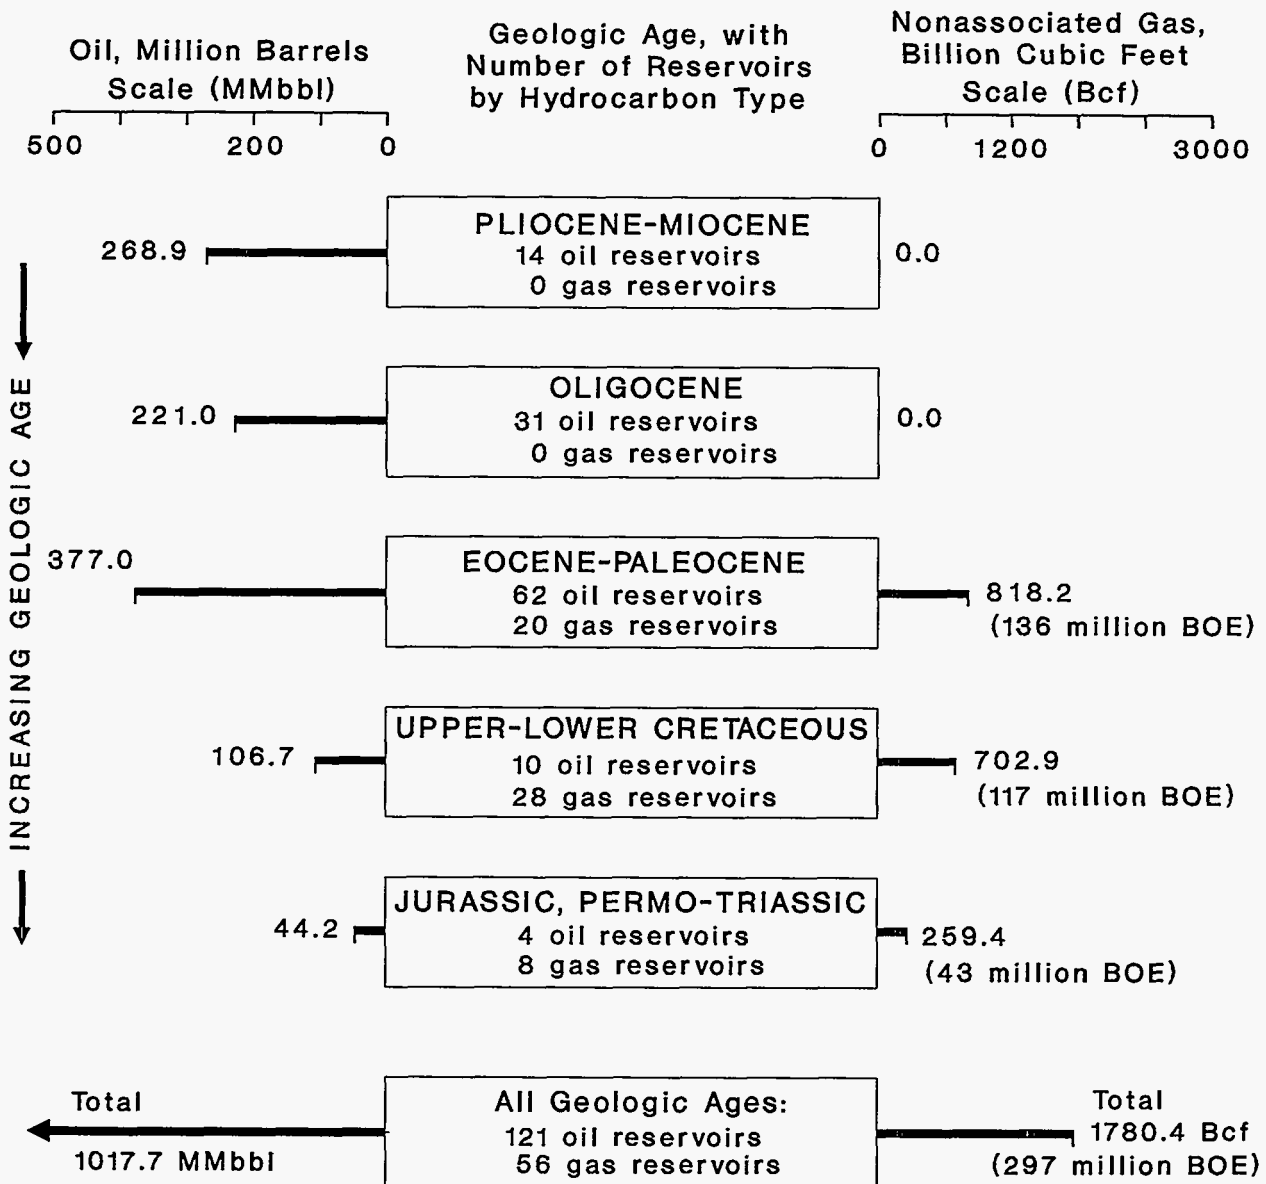 Oil, Million Barrels
Scale (MMbbl)
500 200 0
Geologic Age, with
Number of Reservoirs
by Hydrocarbon Type
Nonassociated Gas,
Billion Cubic Feet
Scale (Bcf)
0 1200 3000
INCREASING GEOLOGIC AGE
268.9
PLIOCENE-MIOCENE
14 oil reservoirs
0 gas reservoirs
0.0
221.0
OLIGOCENE
31 oil reservoirs
0 gas reservoirs
0.0
377.0
EOCENE-PALEOCENE
62 oil reservoirs
20 gas reservoirs
818.2
(136 million BOE)
106.7
UPPER-LOWER CRETACEOUS
10 oil reservoirs
28 gas reservoirs
702.9
(117 million BOE)
44.2
JURASSIC, PERMO-TRIASSIC
4 oil reservoirs
8 gas reservoirs
259.4
(43 million BOE)
Total
1017.7 MMbbl
All Geologic Ages:
121 oil reservoirs
56 gas reservoirs
Total
1780.4 Bcf
(297 million BOE)